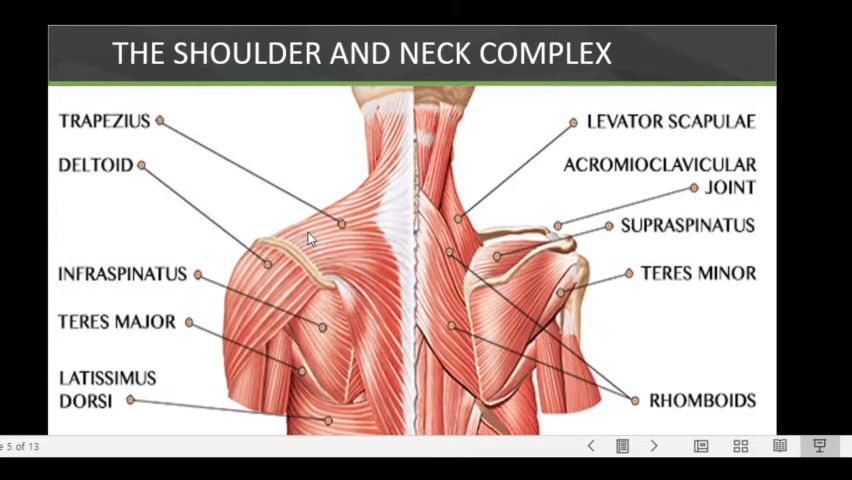 THE SHOULDER AND NECK COMPLEX
TRAPEZIUS
DELTOID
INFRASPINATUS
TERES MAJOR
LATISSIMUS
DORSI
LEVATOR SCAPULAE
ACROMIOCLAVICULAR
JOINT
SUPRASPINATUS
TERES MINOR
RHOMBOIDS
5 of 13